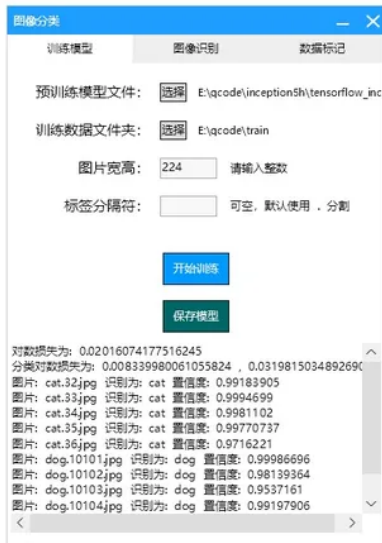 图像分类
训练模型 图像识别 数据标记
预训练模型文件： 选择 E:\qcode\inception5h\tensorflow_inc
训练数据文件夹： 选择 E:\qcode\train
图片宽高： 224 请输入整数
标签分隔符： 可空，默认使用 . 分割
开始训练
保存模型
对数损失为: 0.02016074177516245
分类对数损失为: 0.008339980061055824 , 0.0319815034892690
图片: cat.32.jpg 识别为: cat 置信度: 0.99183905
图片: cat.33.jpg 识别为: cat 置信度: 0.9994699
图片: cat.34.jpg 识别为: cat 置信度: 0.9981102
图片: cat.35.jpg 识别为: cat 置信度: 0.99770737
图片: cat.36.jpg 识别为: cat 置信度: 0.9716221
图片: dog.10101.jpg 识别为: dog 置信度: 0.99986696
图片: dog.10102.jpg 识别为: dog 置信度: 0.98139364
图片: dog.10103.jpg 识别为: dog 置信度: 0.9537161
图片: dog.10104.jpg 识别为: dog 置信度: 0.99197906